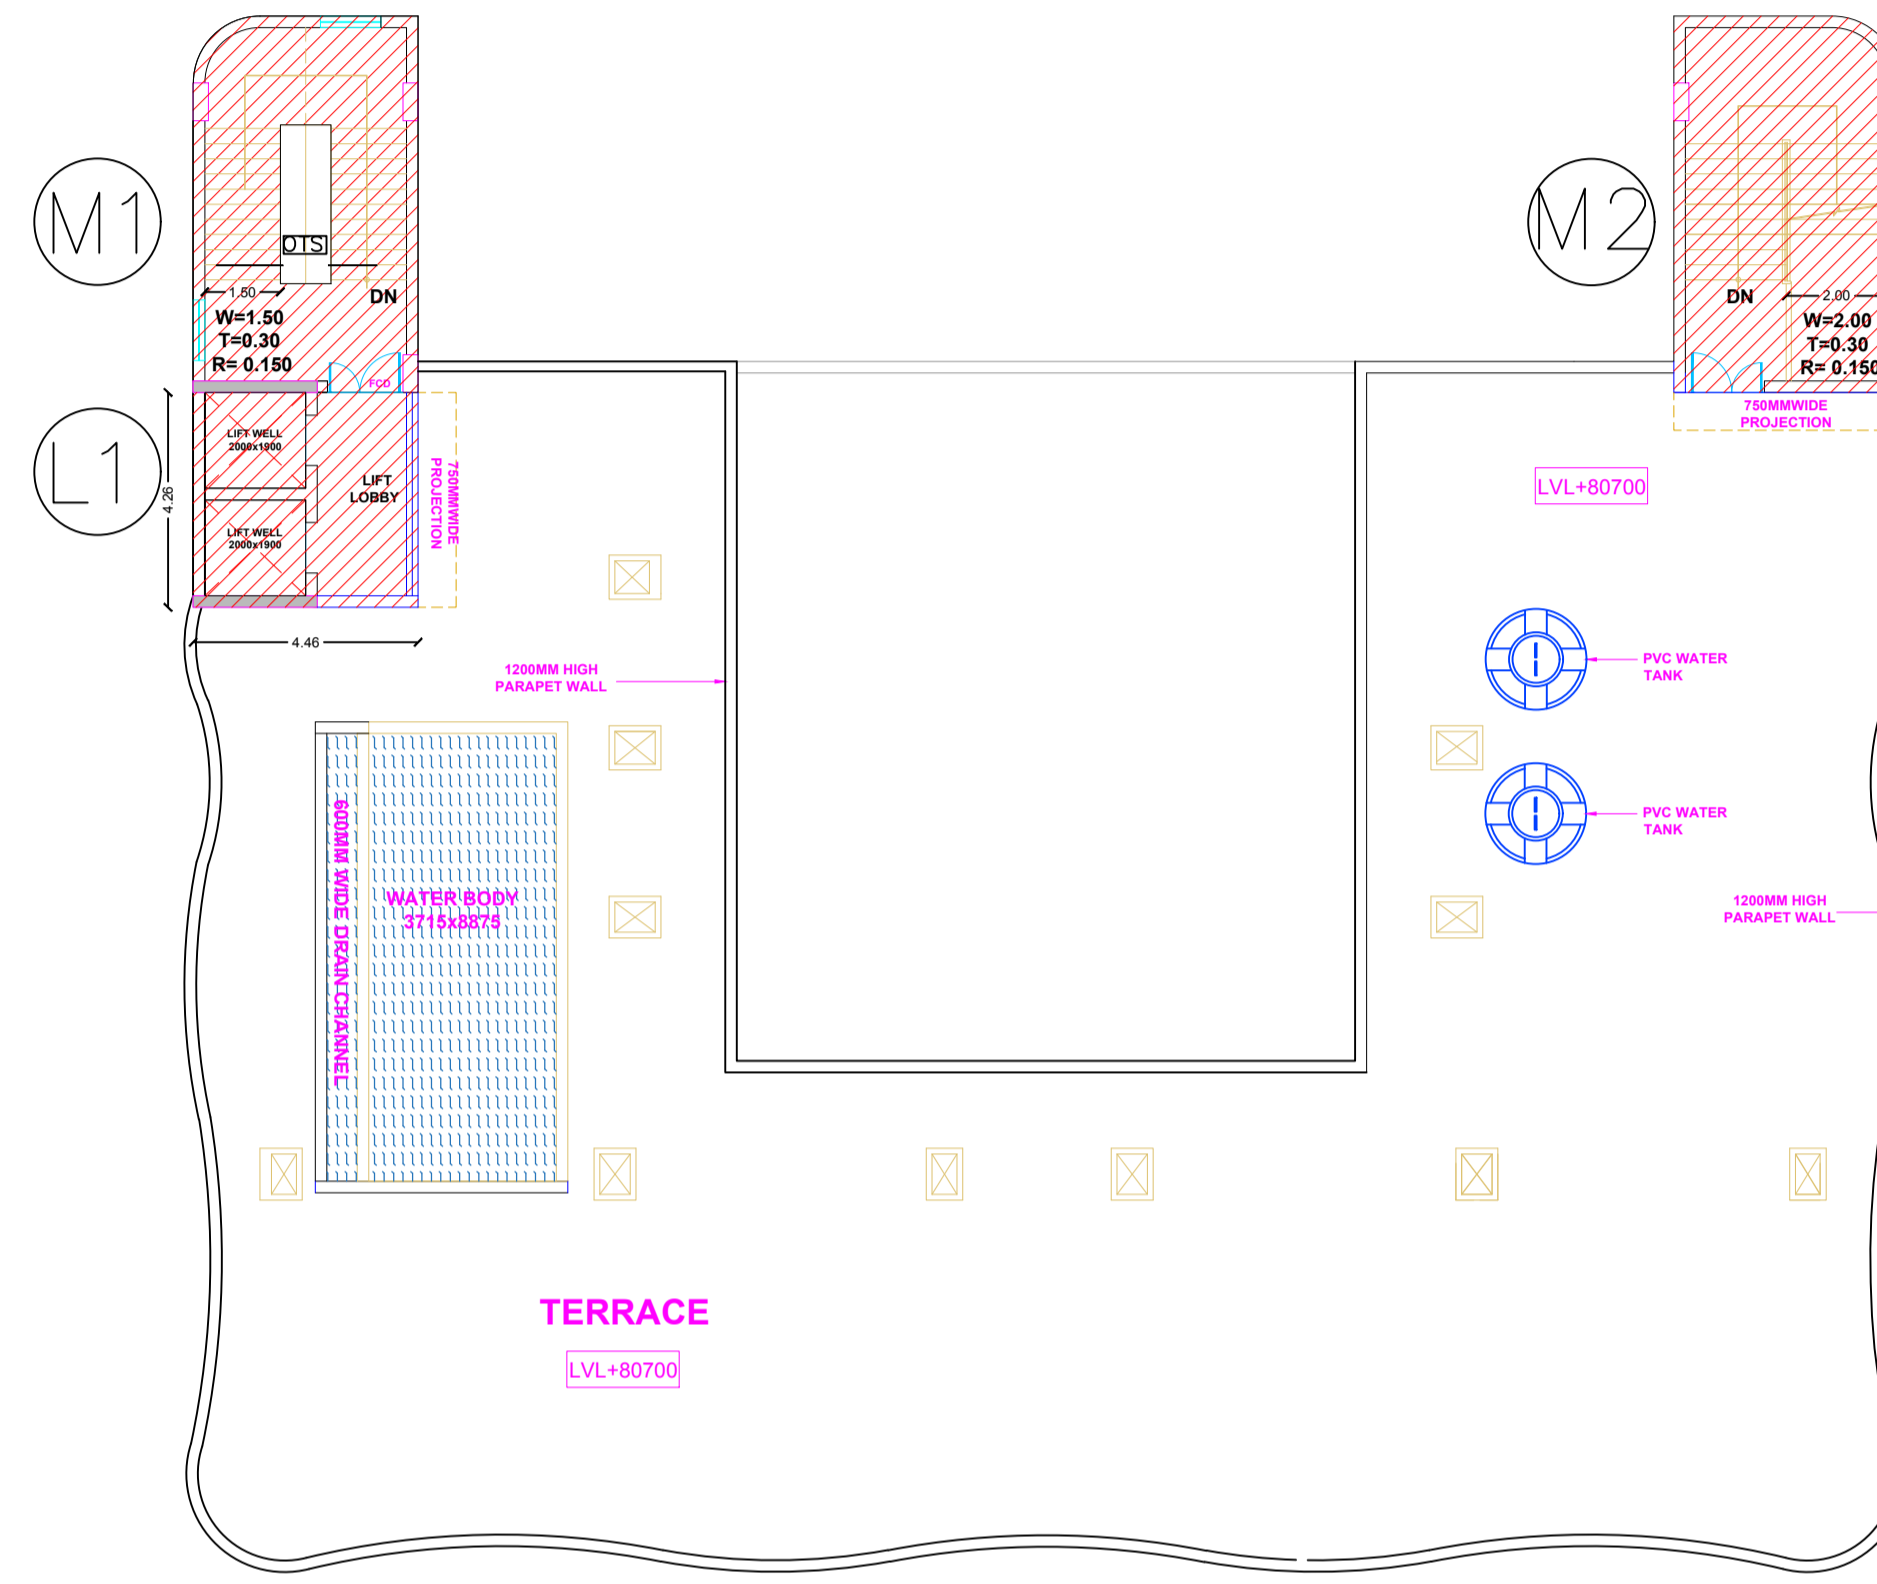 M1
OTS
DN
1.50
W=1.50
T=0.30
R= 0.150
FCD
L1
4.26
LIFT WELL
2000x1900
LIFT WELL
2000x1900
LIFT
LOBBY
750MMWIDE
PROJECTION
4.46
1200MM HIGH
PARAPET WALL
600MM WIDE DRAIN CHANNEL
WATER BODY
3715x8875
TERRACE
LVL+80700
M2
DN
2.00
W=2.00
T=0.30
R= 0.150
750MMWIDE
PROJECTION
LVL+80700
PVC WATER
TANK
PVC WATER
TANK
1200MM HIGH
PARAPET WALL